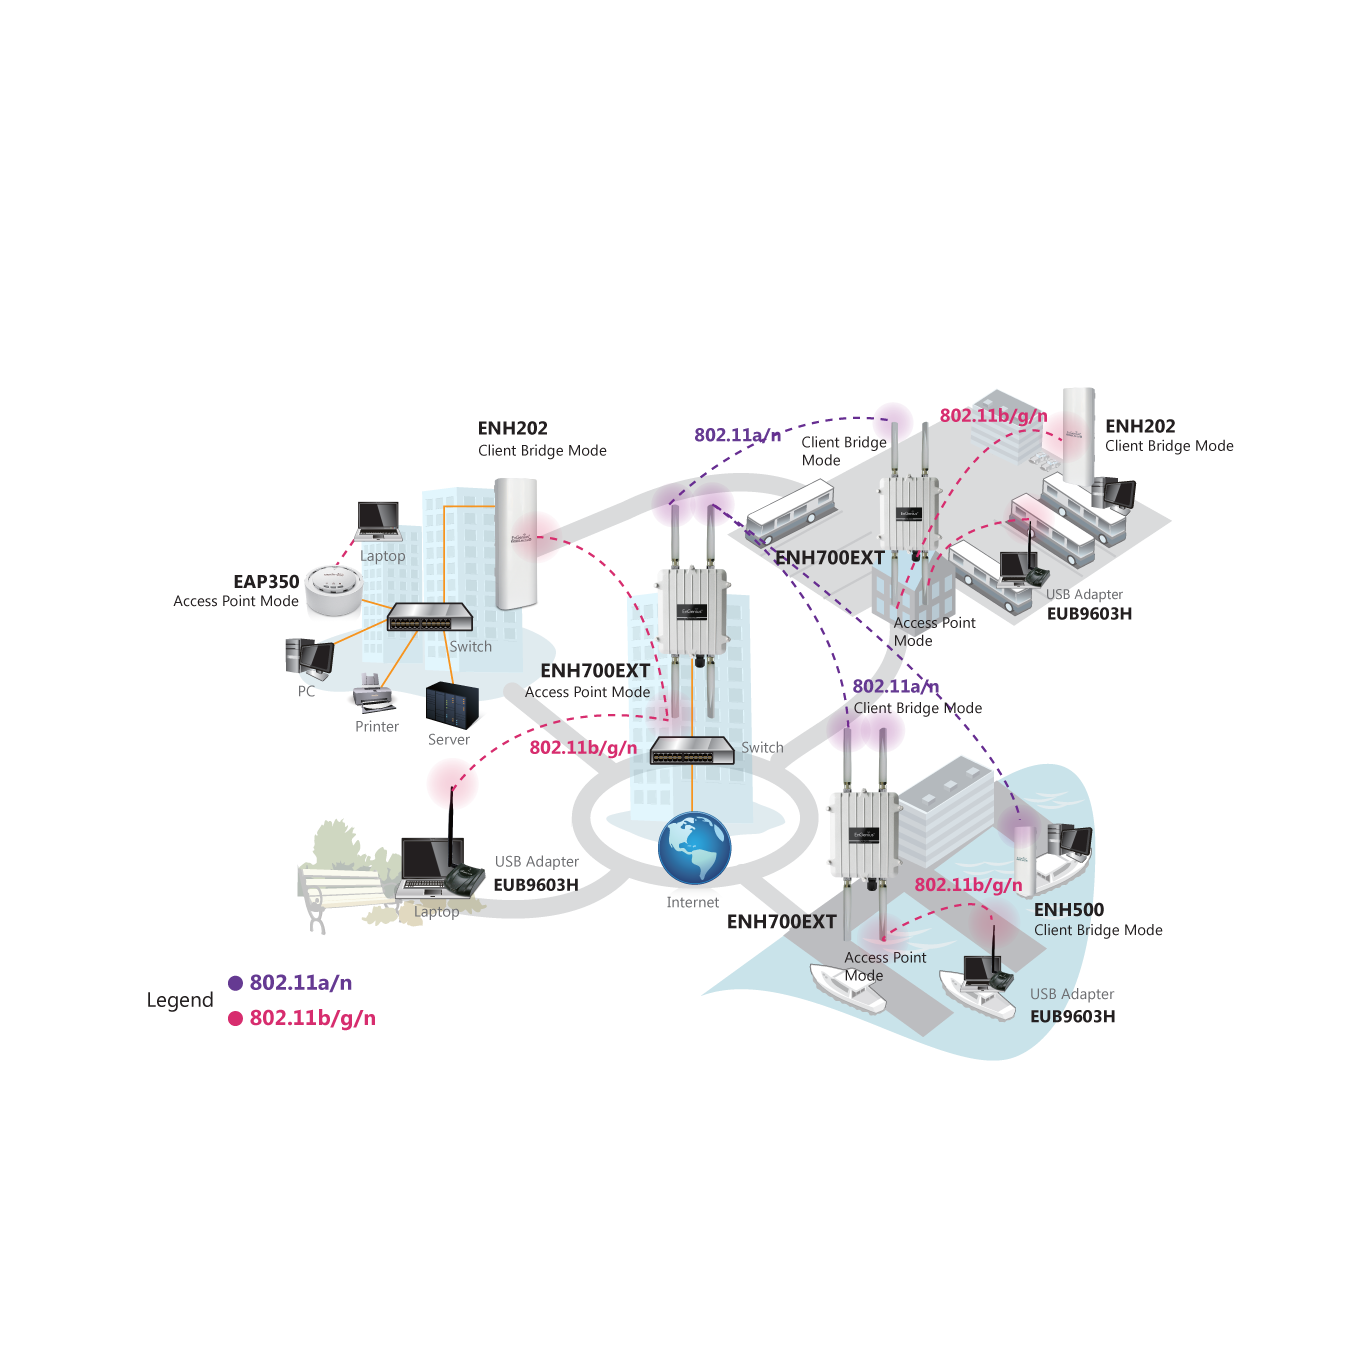 ENH202
Client Bridge Mode
802.11a/n
Client Bridge
Mode
802.11b/g/n
ENH202
Client Bridge Mode
Laptop
EAP350
Access Point Mode
Switch
PC
Printer
Server
ENH700EXT
Access Point Mode
EnGenius
EnGenius
ENH700EXT
Access Point
Mode
USB Adapter
EUB9603H
802.11b/g/n
Switch
802.11a/n
Client Bridge Mode
EnGenius
USB Adapter
EUB9603H
Laptop
Internet
ENH700EXT
802.11b/g/n
Access Point
Mode
ENH500
Client Bridge Mode
USB Adapter
EUB9603H
Legend
802.11a/n
802.11b/g/n